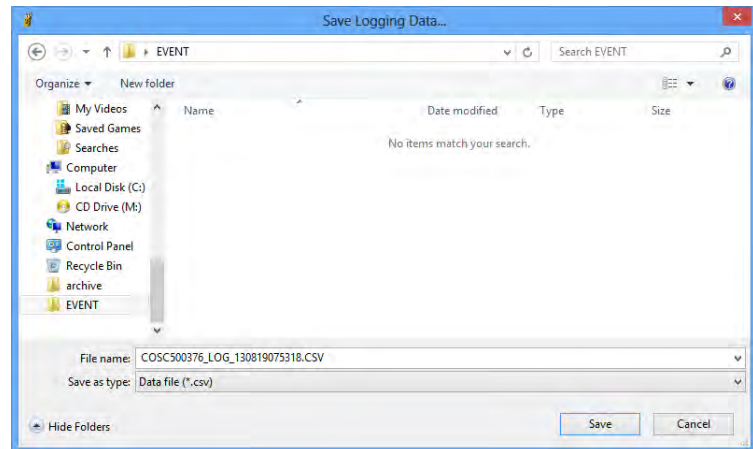 Save Logging Data...
EVENT
Search EVENT
Organize
New folder
My Videos
Saved Games
Searches
Computer
Local Disk (C:)
CD Drive (M:)
Network
Control Panel
Recycle Bin
archive
EVENT
Name Date modified Type Size
No items match your search.
File name: COSC500376_LOG_130819075318.CSV
Save as type: Data file (*.csv)
Hide Folders
Save
Cancel